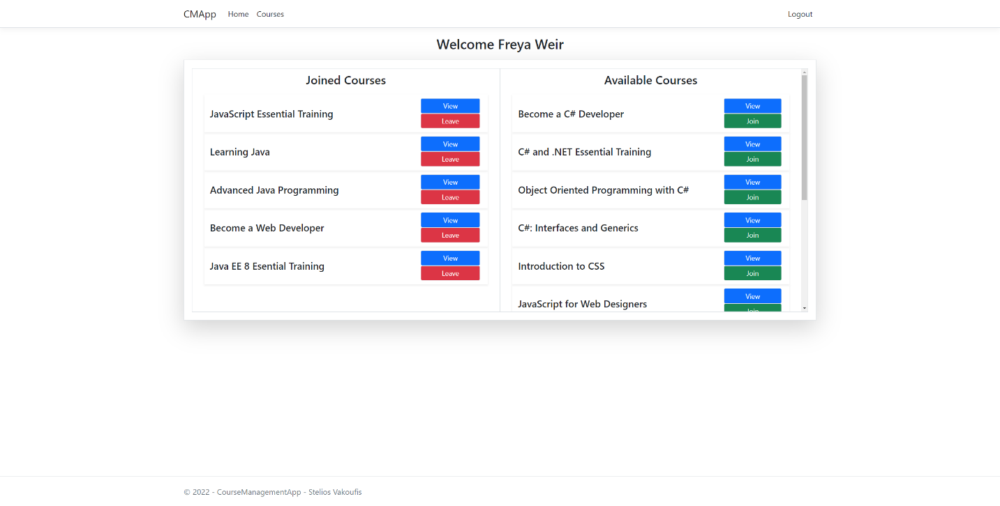 CMApp Home Courses Logout
Welcome Freya Weir
Joined Courses
JavaScript Essential Training
View
Leave
Learning Java
View
Leave
Advanced Java Programming
View
Leave
Become a Web Developer
View
Leave
Java EE 8 Esential Training
View
Leave
Available Courses
Become a C# Developer
View
Join
C# and .NET Essential Training
View
Join
Object Oriented Programming with C#
View
Join
C#: Interfaces and Generics
View
Join
Introduction to CSS
View
Join
JavaScript for Web Designers
View
Join
© 2022 - CourseManagementApp - Stelios Vakoufis